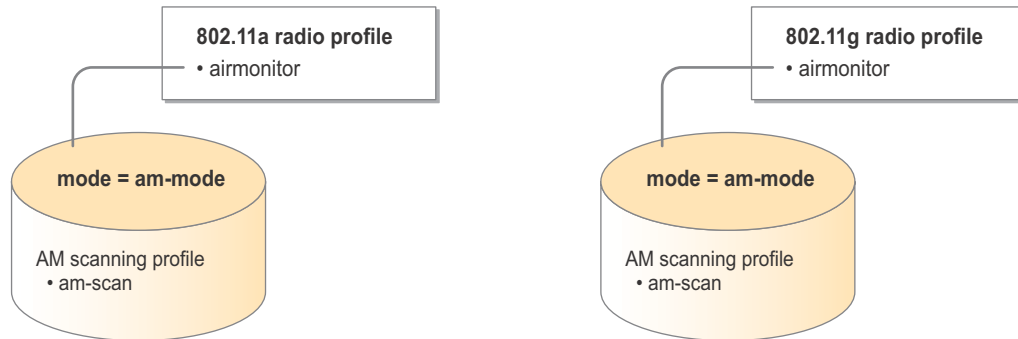 802.11a radio profile
• airmonitor
mode = am-mode
AM scanning profile
• am-scan
802.11g radio profile
• airmonitor
mode = am-mode
AM scanning profile
• am-scan